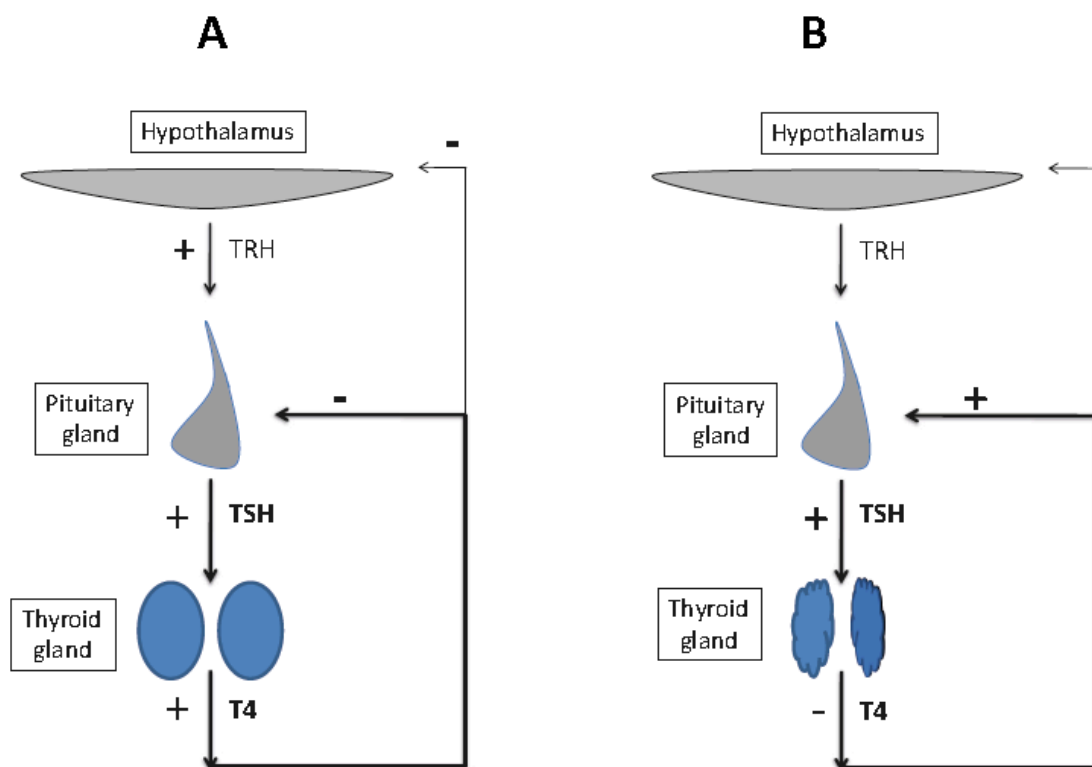 A
B
Hypothalamus
-
Hypothalamus
+ TRH
TRH
Pituitary
gland
-
Pituitary
gland
+
+ TSH
+ TSH
Thyroid
gland
Thyroid
gland
+ T4
- T4